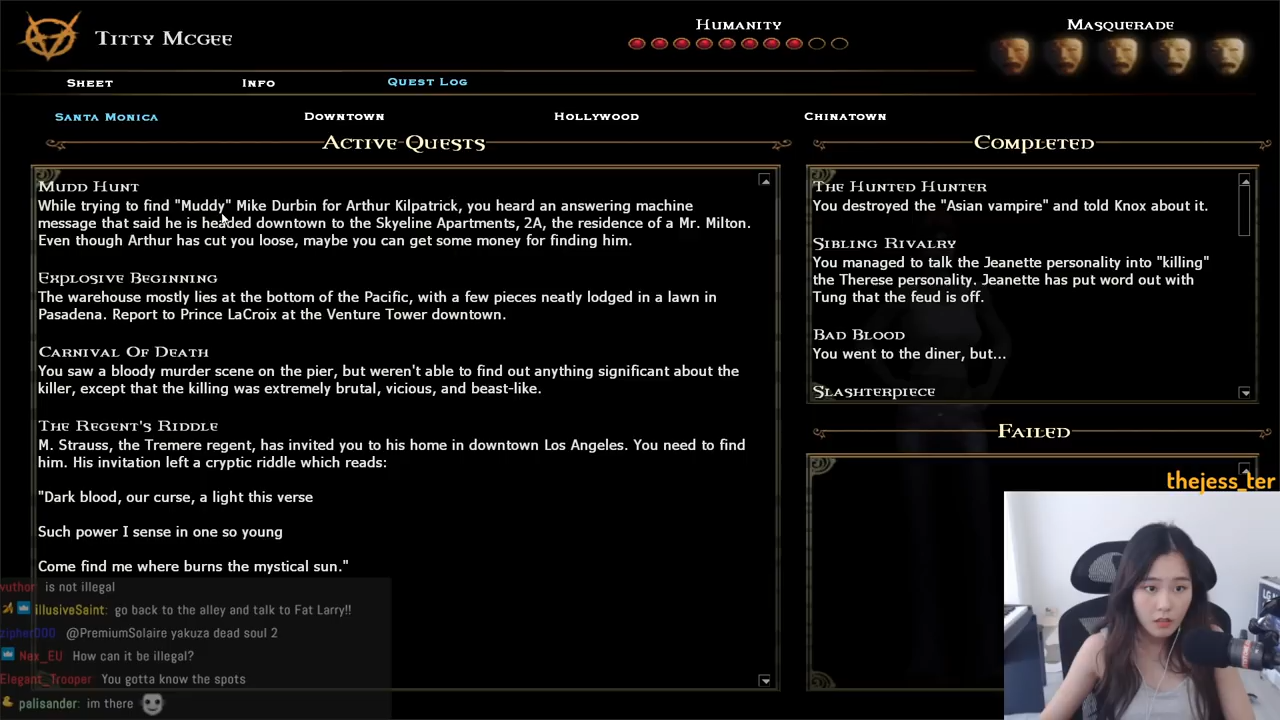 Titty McGee
Humanity
Masquerade
Sheet
Info
Quest Log
Santa Monica
Downtown
Hollywood
Chinatown
Active Quests
Mudd Hunt
While trying to find "Muddy" Mike Durbin for Arthur Kilpatrick, you heard an answering machine
message that said he is headed downtown to the Skyeline Apartments, 2A, the residence of a Mr. Milton.
Even though Arthur has cut you loose, maybe you can get some money for finding him.
Explosive Beginning
The warehouse mostly lies at the bottom of the Pacific, with a few pieces neatly lodged in a lawn in
Pasadena. Report to Prince LaCroix at the Venture Tower downtown.
Carnival Of Death
You saw a bloody murder scene on the pier, but weren't able to find out anything significant about the
killer, except that the killing was extremely brutal, vicious, and beast-like.
The Regent's Riddle
M. Strauss, the Tremere regent, has invited you to his home in downtown Los Angeles. You need to find
him. His invitation left a cryptic riddle which reads:
"Dark blood, our curse, a light this verse
Such power I sense in one so young
Come find me where burns the mystical sun."
Completed
The Hunted Hunter
You destroyed the "Asian vampire" and told Knox about it.
Sibling Rivalry
You managed to talk the Jeanette personality into "killing"
the Therese personality. Jeanette has put word out with
Tung that the feud is off.
Bad Blood
You went to the diner, but...
Slashterpiece
Failed
thejess_ter
is not illegal
illusiveSaint: go back to the alley and talk to Fat Larry!!
zipher000 @PremiumSolaire yakuza dead soul 2
Nex_EU How can it be illegal?
Elegant_Trooper You gotta know the spots
palisander: im there